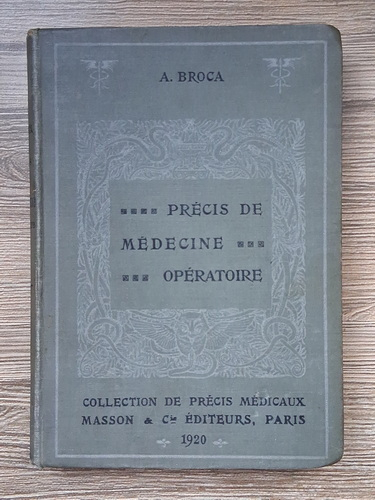 A. BROCA
PRÉCIS DE
MÉDECINE
OPÉRATOIRE
COLLECTION DE PRÉCIS MÉDICAUX
MASSON & Cie ÉDITEURS, PARIS
1920